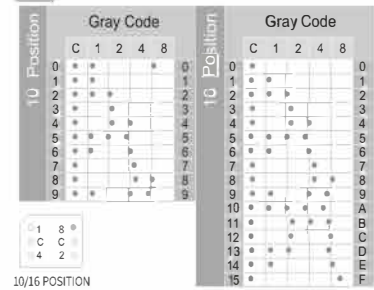 Gray Code
10 Position
C 1 2 4 8
0 0
1 1
2 2
3 3
4 4
5 5
6 6
7 7
8 8
9 9
1 8
C C
4 2
10/16 POSITION
Gray Code
16 Position
C 1 2 4 8
0 0
1 1
2 2
3 3
4 4
5 5
6 6
7 7
8 8
9 9
10 A
11 B
12 C
13 D
14 E
15 F